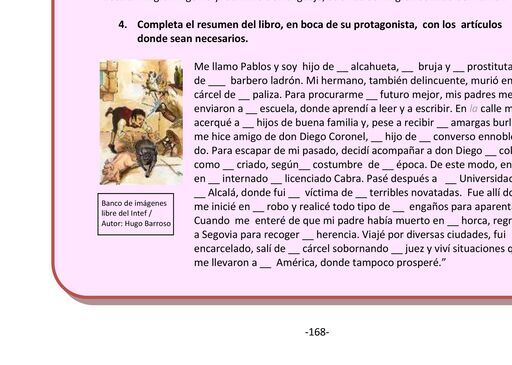 4. Completa el resumen del libro, en boca de su protagonista, con los artículos
donde sean necesarios.
Me llamo Pablos y soy hijo de __ alcahueta, __ bruja y __ prostituta
de ___ barbero ladrón. Mi hermano, también delincuente, murió en
cárcel de __ paliza. Para procurarme __ futuro mejor, mis padres me
enviaron a __ escuela, donde aprendí a leer y a escribir. En la calle m
acerqué a __ hijos de buena familia y, pese a recibir __ amargas burl
me hice amigo de don Diego Coronel, __ hijo de __ converso ennoble
do. Para escapar de mi pasado, decidí acompañar a don Diego __ col
como __ criado, según__ costumbre de __ época. De este modo, en
en __ internado __ licenciado Cabra. Pasé después a __ Universidad
__ Alcalá, donde fui __ víctima de __ terribles novatadas. Fue allí do
me inicié en __ robo y realicé todo tipo de __ engaños para aparenta
Cuando me enteré de que mi padre había muerto en __ horca, regr
a Segovia para recoger __ herencia. Viajé por diversas ciudades, fui
encarcelado, salí de __ cárcel sobornando __ juez y viví situaciones q
me llevaron a __ América, donde tampoco prosperé.”
Banco de imágenes
libre del Intef /
Autor: Hugo Barroso
-168-